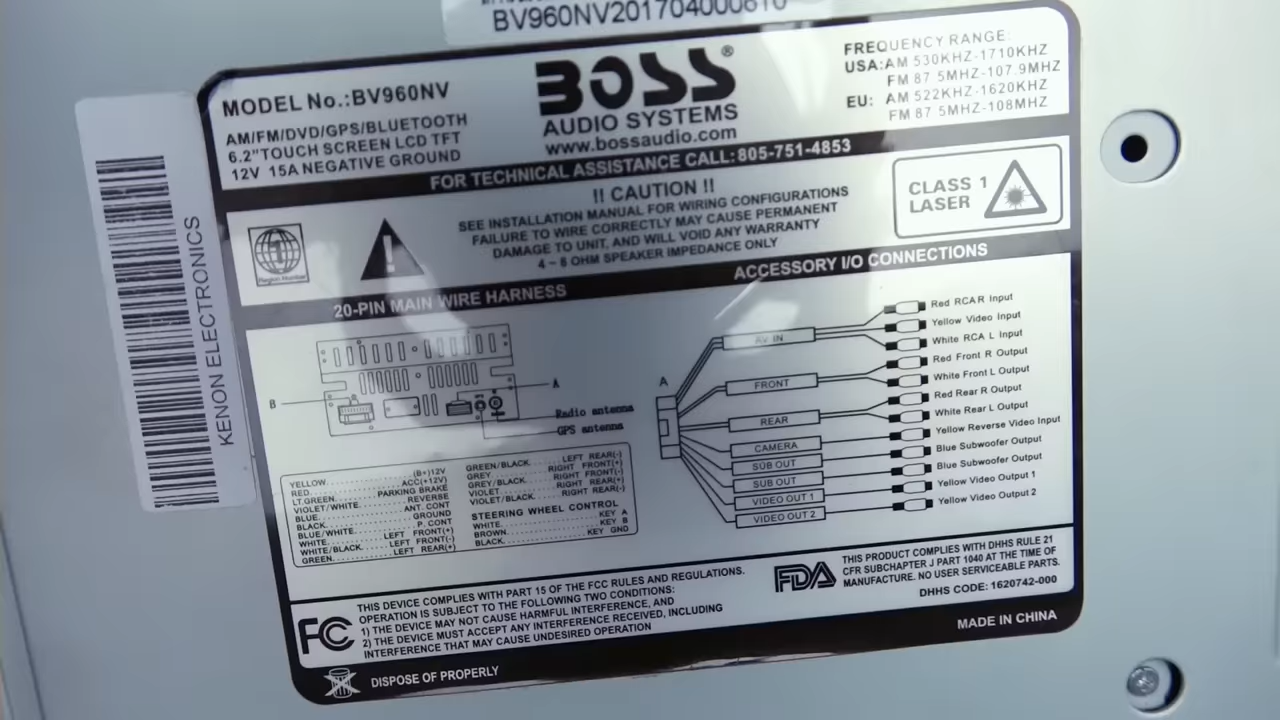 BV960NV201704000810
MODEL No.:BV960NV
AM/FM/DVD/GPS/BLUETOOTH
6.2"TOUCH SCREEN LCD TFT
12V 15A NEGATIVE GROUND
BOSS®
AUDIO SYSTEMS
www.bossaudio.com
FREQUENCY RANGE:
USA:AM 530KHZ-1710KHZ
FM 87 5MHZ-107.9MHZ
EU: AM 522KHZ-1620KHZ
FM 87 5MHZ-108MHZ
FOR TECHNICAL ASSISTANCE CALL:805-751-4853
KENON ELECTRONICS
1
Region Number
!
!! CAUTION !!
SEE INSTALLATION MANUAL FOR WIRING CONFIGURATIONS
FAILURE TO WIRE CORRECTLY MAY CAUSE PERMANENT
DAMAGE TO UNIT, AND WILL VOID ANY WARRANTY
4 ~ 8 OHM SPEAKER IMPEDANCE ONLY
CLASS 1
LASER
20-PIN MAIN WIRE HARNESS
B
A
Radio antenna
GPS antenna
YELLOW (B+)12V
RED ACC(+12V)
LT.GREEN PARKING BRAKE
VIOLET/WHITE REVERSE
BLUE ANT. CONT
BLACK GROUND
BLUE/WHITE P. CONT
WHITE LEFT FRONT(+)
WHITE/BLACK LEFT FRONT(-)
GREEN LEFT REAR(+)
GREEN/BLACK LEFT REAR(-)
GREY RIGHT FRONT(+)
GREY/BLACK RIGHT FRONT(-)
VIOLET RIGHT REAR(+)
VIOLET/BLACK RIGHT REAR(-)
STEERING WHEEL CONTROL
WHITE KEY A
BROWN KEY B
BLACK KEY GND
ACCESSORY I/O CONNECTIONS
A
AV IN
FRONT
REAR
CAMERA
SUB OUT
SUB OUT
VIDEO OUT 1
VIDEO OUT 2
Red RCA R Input
Yellow Video Input
White RCA L Input
Red Front R Output
White Front L Output
Red Rear R Output
White Rear L Output
Yellow Reverse Video Input
Blue Subwoofer Output
Blue Subwoofer Output
Yellow Video Output 1
Yellow Video Output 2
FC
THIS DEVICE COMPLIES WITH PART 15 OF THE FCC RULES AND REGULATIONS.
OPERATION IS SUBJECT TO THE FOLLOWING TWO CONDITIONS:
1) THE DEVICE MAY NOT CAUSE HARMFUL INTERFERENCE, AND
2) THE DEVICE MUST ACCEPT ANY INTERFERENCE RECEIVED, INCLUDING
INTERFERENCE THAT MAY CAUSE UNDESIRED OPERATION
FDA
THIS PRODUCT COMPLIES WITH DHHS RULE 21
CFR SUBCHAPTER J PART 1040 AT THE TIME OF
MANUFACTURE. NO USER SERVICEABLE PARTS.
DHHS CODE: 1620742-000
DISPOSE OF PROPERLY
MADE IN CHINA